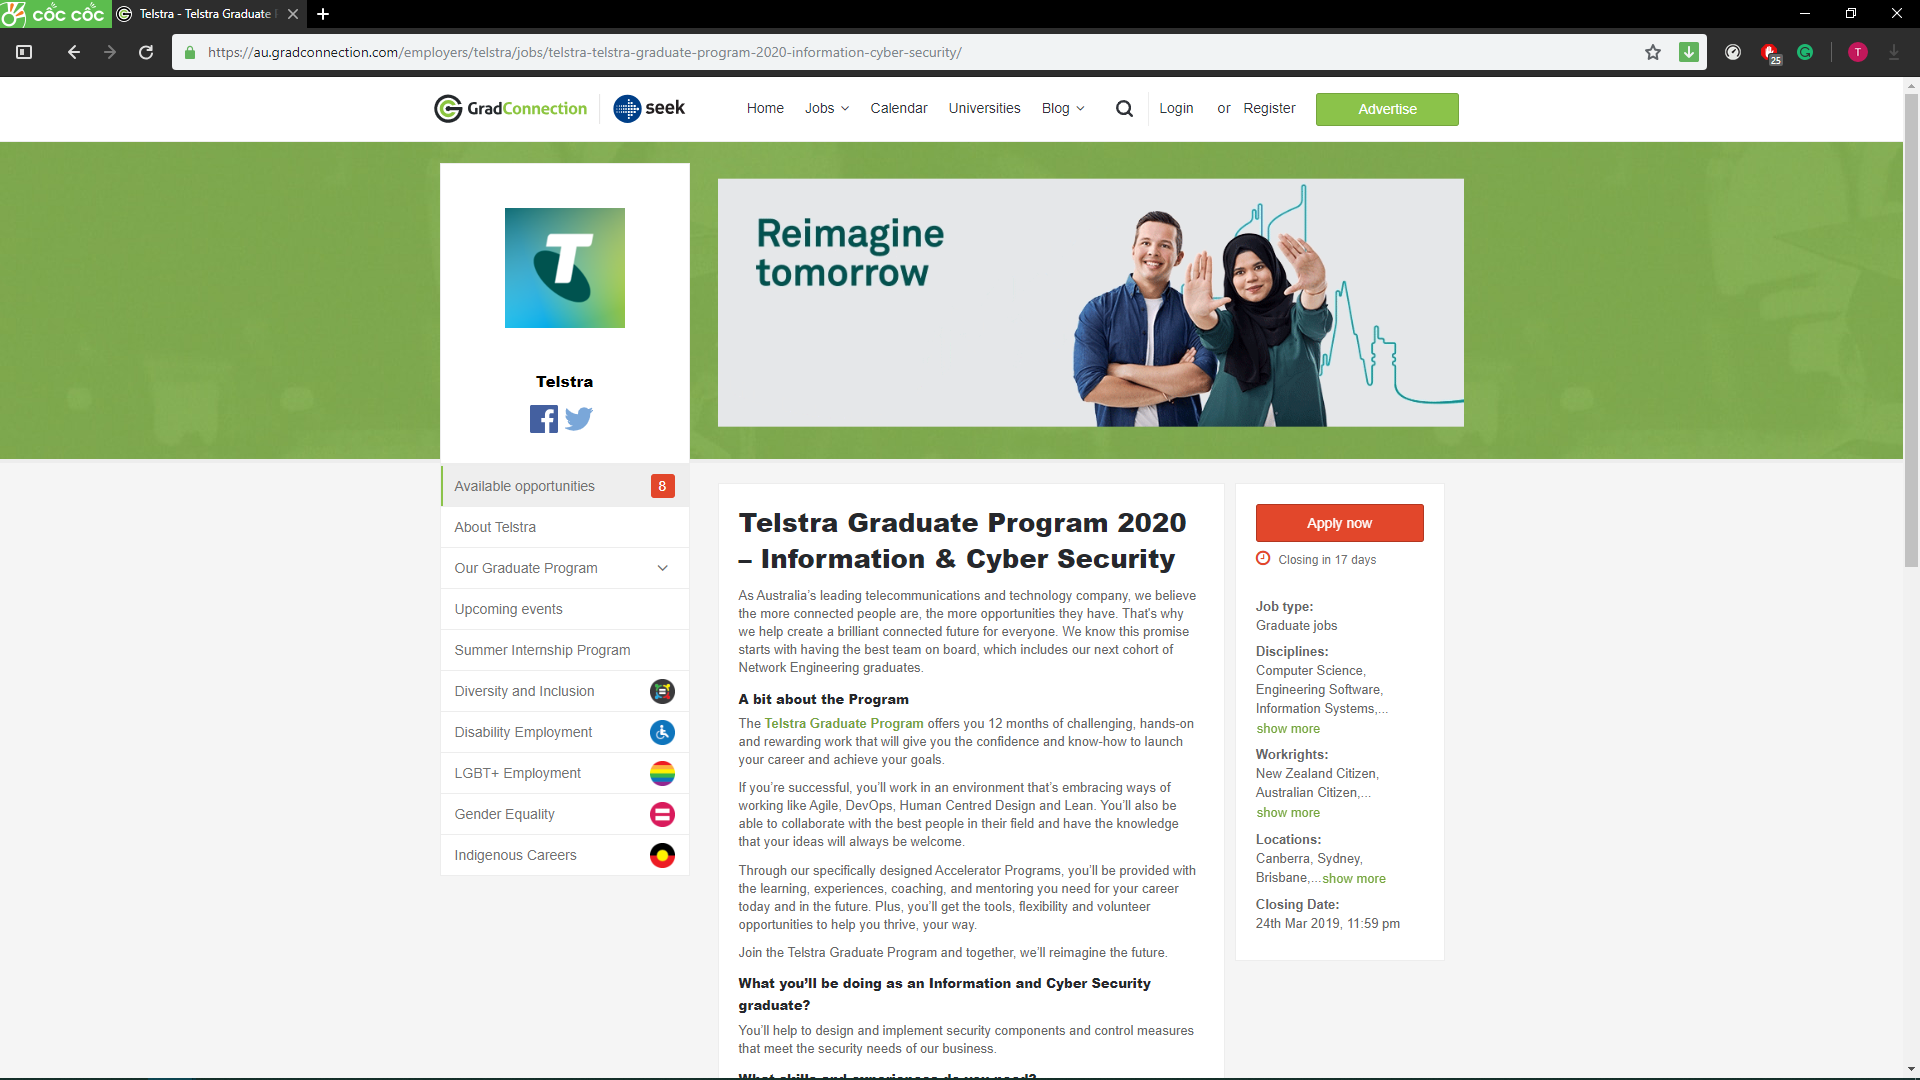 cốc cốc
Telstra - Telstra Graduate
https://au.gradconnection.com/employers/telstra/jobs/telstra-telstra-graduate-program-2020-information-cyber-security/
25
T
GradConnection
seek
Home
Jobs
Calendar
Universities
Blog
Login
or
Register
Advertise
T
Telstra
Reimagine
tomorrow
Available opportunities
8
About Telstra
Our Graduate Program
Upcoming events
Summer Internship Program
Diversity and Inclusion
Disability Employment
LGBT+ Employment
Gender Equality
Indigenous Careers
Telstra Graduate Program 2020
– Information & Cyber Security
As Australia’s leading telecommunications and technology company, we believe
the more connected people are, the more opportunities they have. That's why
we help create a brilliant connected future for everyone. We know this promise
starts with having the best team on board, which includes our next cohort of
Network Engineering graduates.
A bit about the Program
The Telstra Graduate Program offers you 12 months of challenging, hands-on
and rewarding work that will give you the confidence and know-how to launch
your career and achieve your goals.
If you’re successful, you’ll work in an environment that’s embracing ways of
working like Agile, DevOps, Human Centred Design and Lean. You’ll also be
able to collaborate with the best people in their field and have the knowledge
that your ideas will always be welcome.
Through our specifically designed Accelerator Programs, you’ll be provided with
the learning, experiences, coaching, and mentoring you need for your career
today and in the future. Plus, you’ll get the tools, flexibility and volunteer
opportunities to help you thrive, your way.
Join the Telstra Graduate Program and together, we’ll reimagine the future.
What you’ll be doing as an Information and Cyber Security
graduate?
You’ll help to design and implement security components and control measures
that meet the security needs of our business.
What skills and experiences do you need?
Apply now
Closing in 17 days
Job type:
Graduate jobs
Disciplines:
Computer Science,
Engineering Software,
Information Systems,...
show more
Workrights:
New Zealand Citizen,
Australian Citizen,...
show more
Locations:
Canberra, Sydney,
Brisbane,...show more
Closing Date:
24th Mar 2019, 11:59 pm